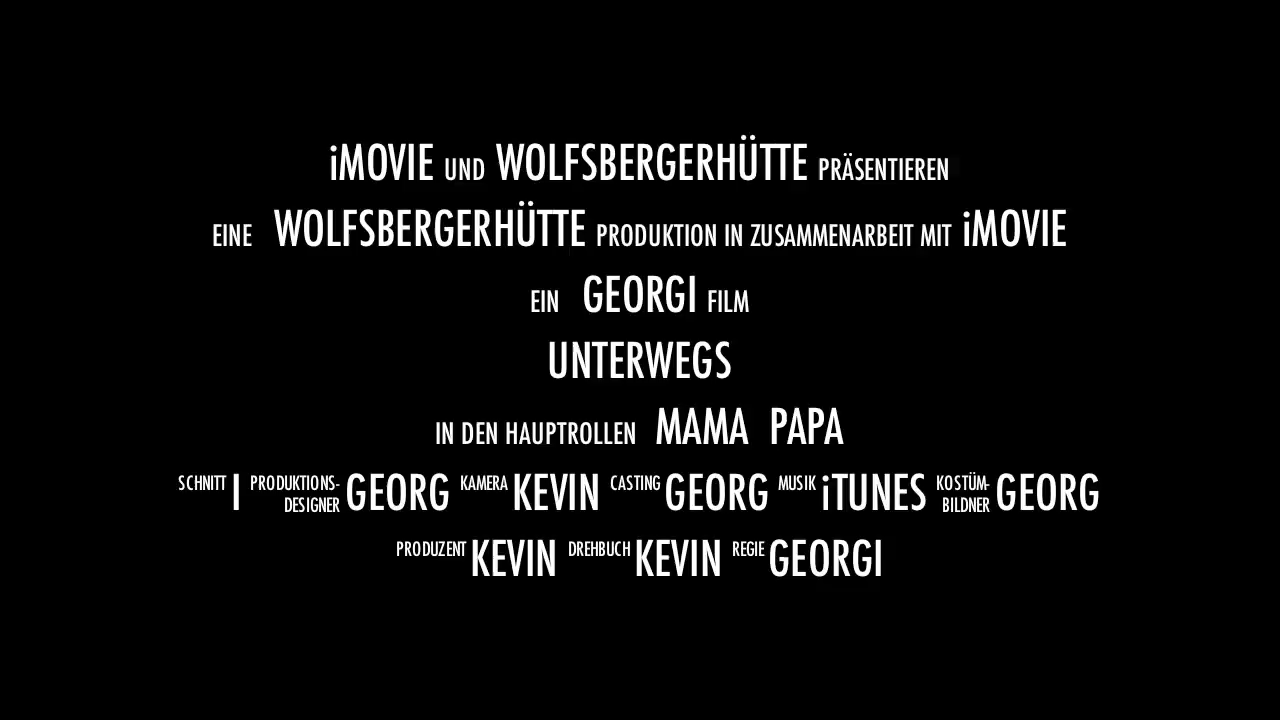 iMOVIE UND WOLFSBERGERHÜTTE PRÄSENTIEREN
EINE WOLFSBERGERHÜTTE PRODUKTION IN ZUSAMMENARBEIT MIT iMOVIE
EIN GEORGI FILM
UNTERWEGS
IN DEN HAUPTROLLEN MAMA PAPA
SCHNITT I PRODUKTIONS-DESIGNER GEORG KAMERA KEVIN CASTING GEORG MUSIK iTUNES KOSTÜM-BILDNER GEORG
PRODUZENT KEVIN DREHBUCH KEVIN REGIE GEORGI